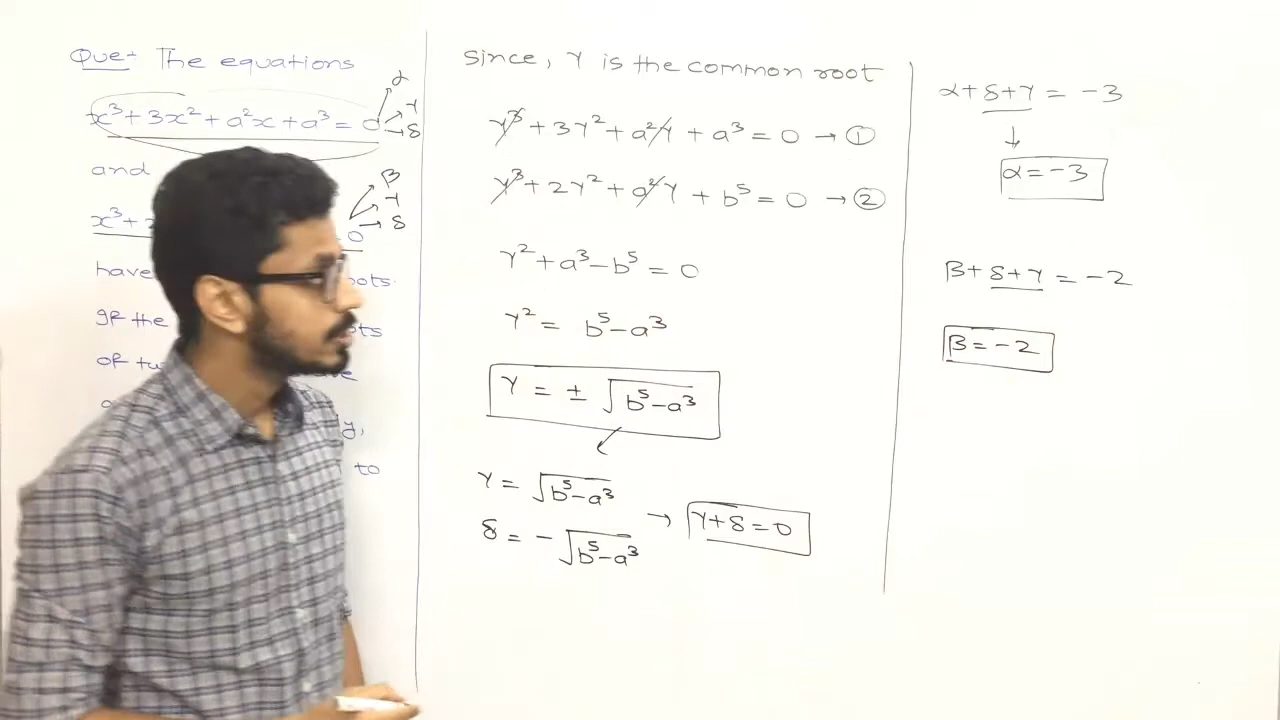 Que- The equations
x³ + 3x² + a²x + a³ = 0
α
γ
δ
and
x³ +
= 0
β
γ
δ
have
If the
of
to
Since, γ is the common root
γ³ + 3γ² + a²γ + a³ = 0 → ①
γ³ + 2γ² + a²γ + b⁵ = 0 → ②
γ² + a³ - b⁵ = 0
γ² = b⁵ - a³
γ = ± √b⁵ - a³
γ = √b⁵ - a³
δ = - √b⁵ - a³
→ γ + δ = 0
α + δ + γ = -3
↓
α = -3
β + δ + γ = -2
β = -2